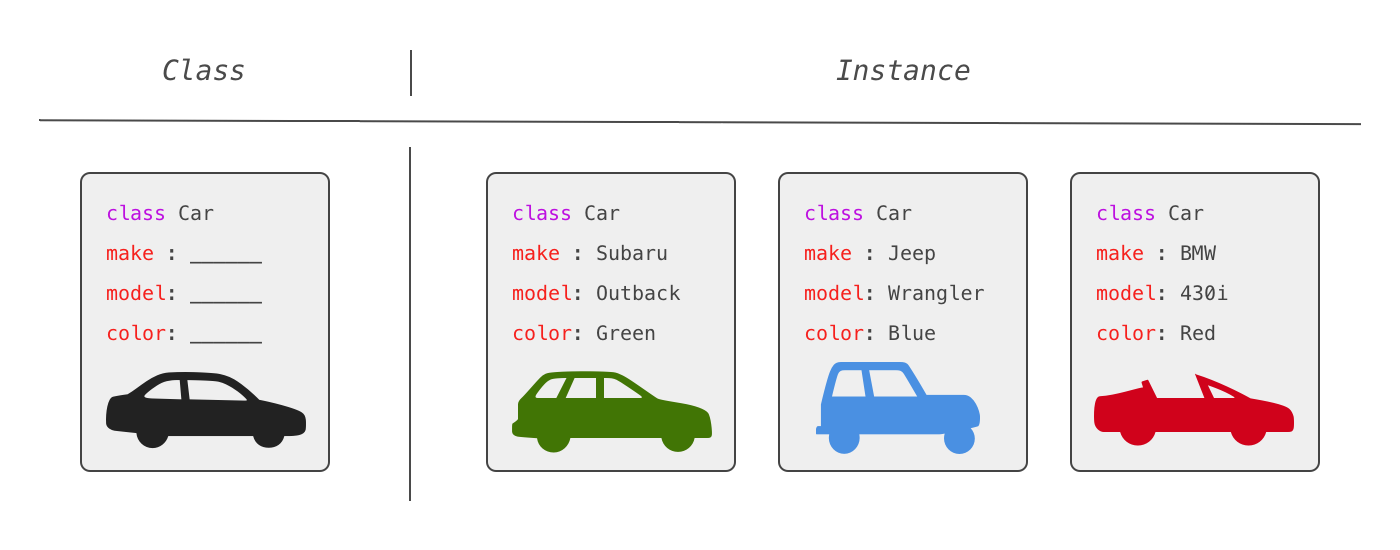 Class
Instance
class Car
make : ______
model: ______
color: ______
class Car
make : Subaru
model: Outback
color: Green
class Car
make : Jeep
model: Wrangler
color: Blue
class Car
make : BMW
model: 430i
color: Red